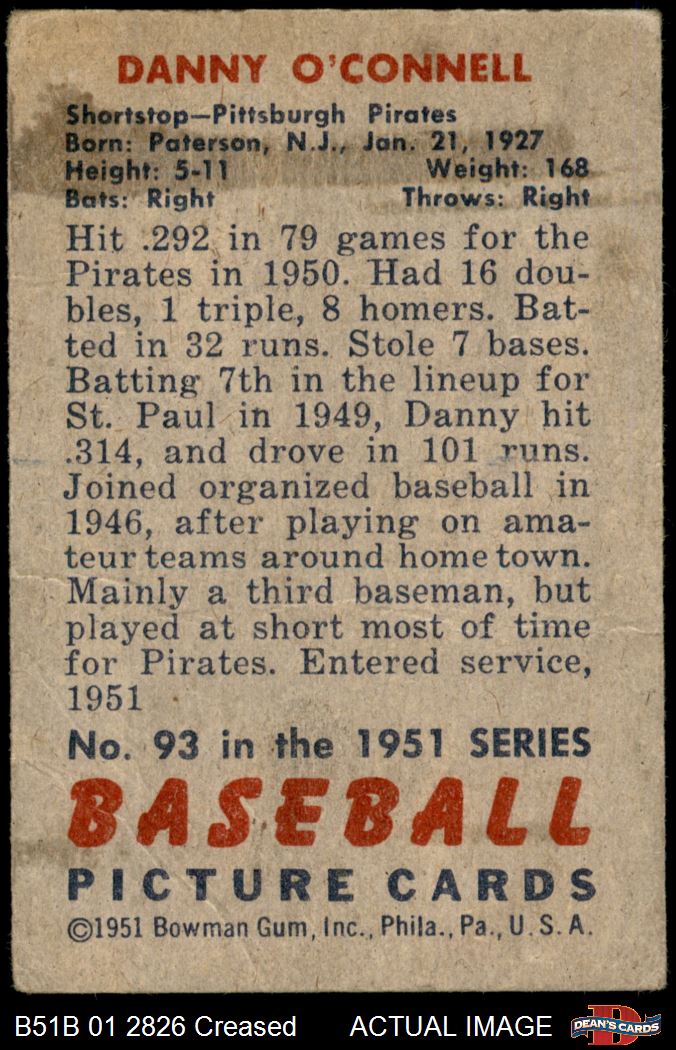 DANNY O'CONNELL
Shortstop—Pittsburgh Pirates
Born: Paterson, N.J., Jan. 21, 1927
Height: 5-11 Weight: 168
Bats: Right Throws: Right
Hit .292 in 79 games for the
Pirates in 1950. Had 16 dou-
bles, 1 triple, 8 homers. Bat-
ted in 32 runs. Stole 7 bases.
Batting 7th in the lineup for
St. Paul in 1949, Danny hit
.314, and drove in 101 runs.
Joined organized baseball in
1946, after playing on ama-
teur teams around home town.
Mainly a third baseman, but
played at short most of time
for Pirates. Entered service,
1951
No. 93 in the 1951 SERIES
BASEBALL
PICTURE CARDS
©1951 Bowman Gum, Inc., Phila., Pa., U.S.A.
B51B 01 2826 Creased ACTUAL IMAGE
D
DEAN'S CARDS